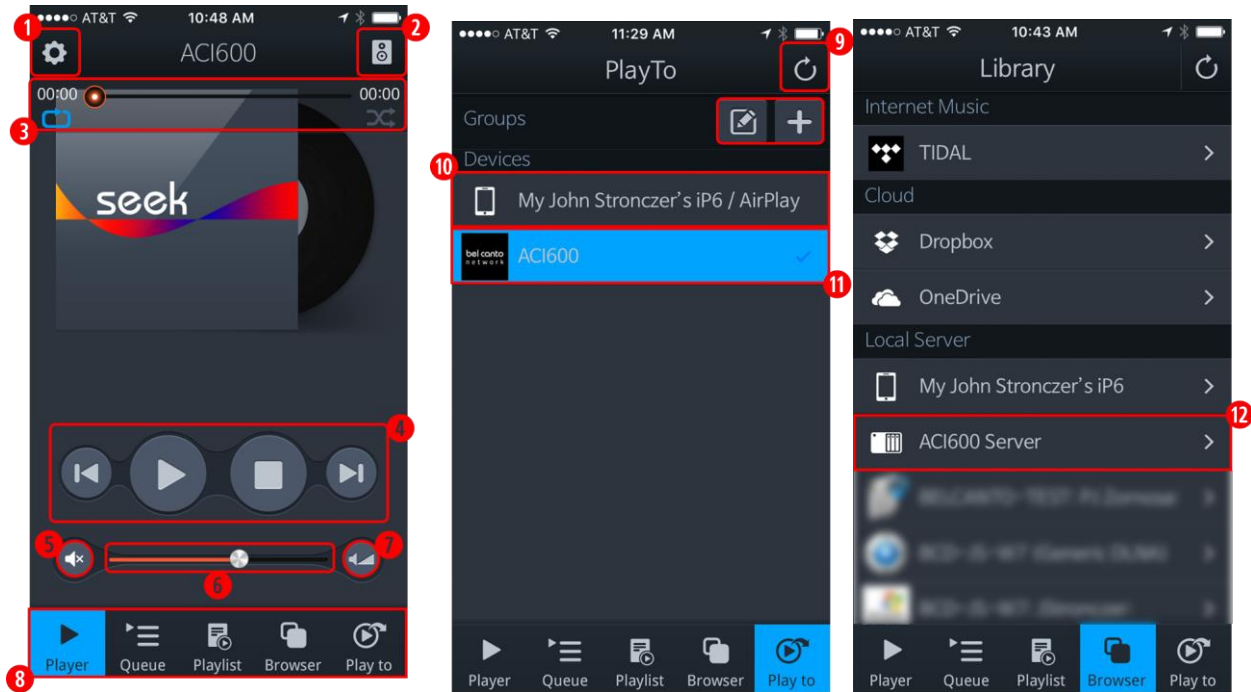 AT&T 10:48 AM
1
2
ACI600
00:00 00:00
3
seek
4
5
7
6
8
Player Queue Playlist Browser Play to
AT&T 11:29 AM
9
PlayTo
Groups
10
Devices
My John Stronczer's iP6 / AirPlay
bel canto
network
ACI600
11
Player Queue Playlist Browser Play to
AT&T 10:43 AM
Library
Internet Music
TIDAL
Cloud
Dropbox
OneDrive
Local Server
My John Stronczer's iP6
12
ACI600 Server
Player Queue Playlist Browser Play to